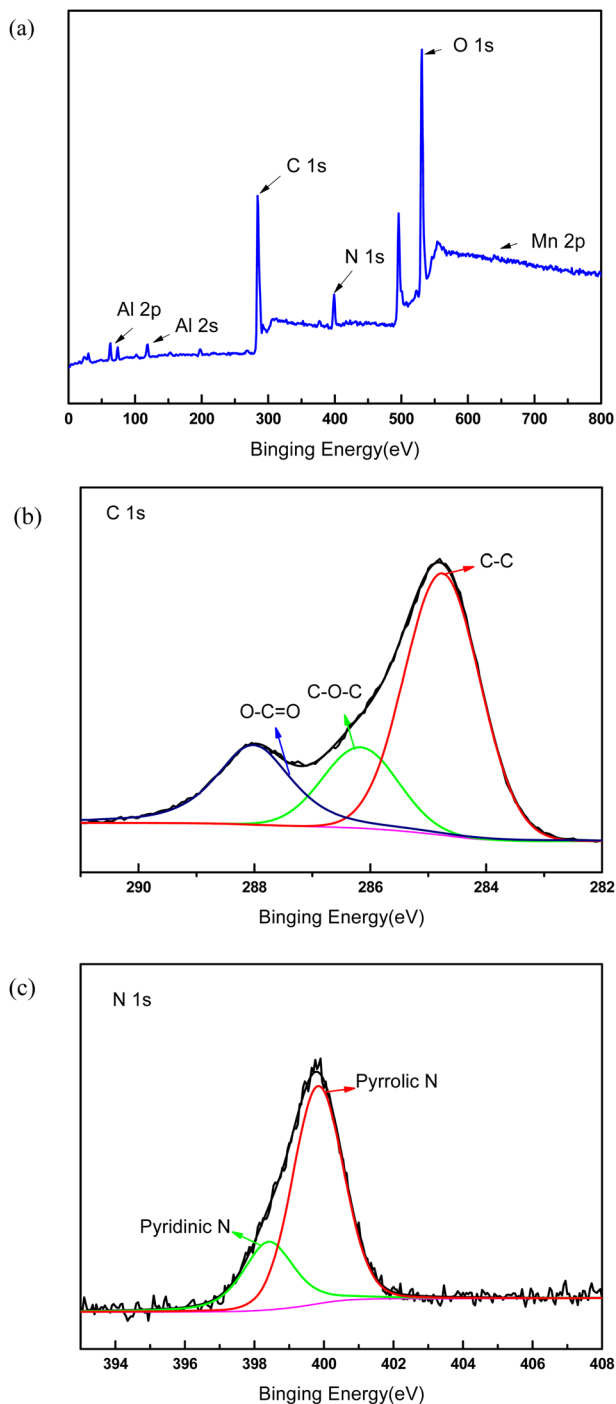 (a)
O 1s
C 1s
Mn 2p
N 1s
Al 2p
Al 2s
0 100 200 300 400 500 600 700 800
Binging Energy(eV)
(b)
C 1s
C-C
C-O-C
O-C=O
290 288 286 284 282
Binging Energy(eV)
(c)
N 1s
Pyrrolic N
Pyridinic N
394 396 398 400 402 404 406 408
Binging Energy(eV)